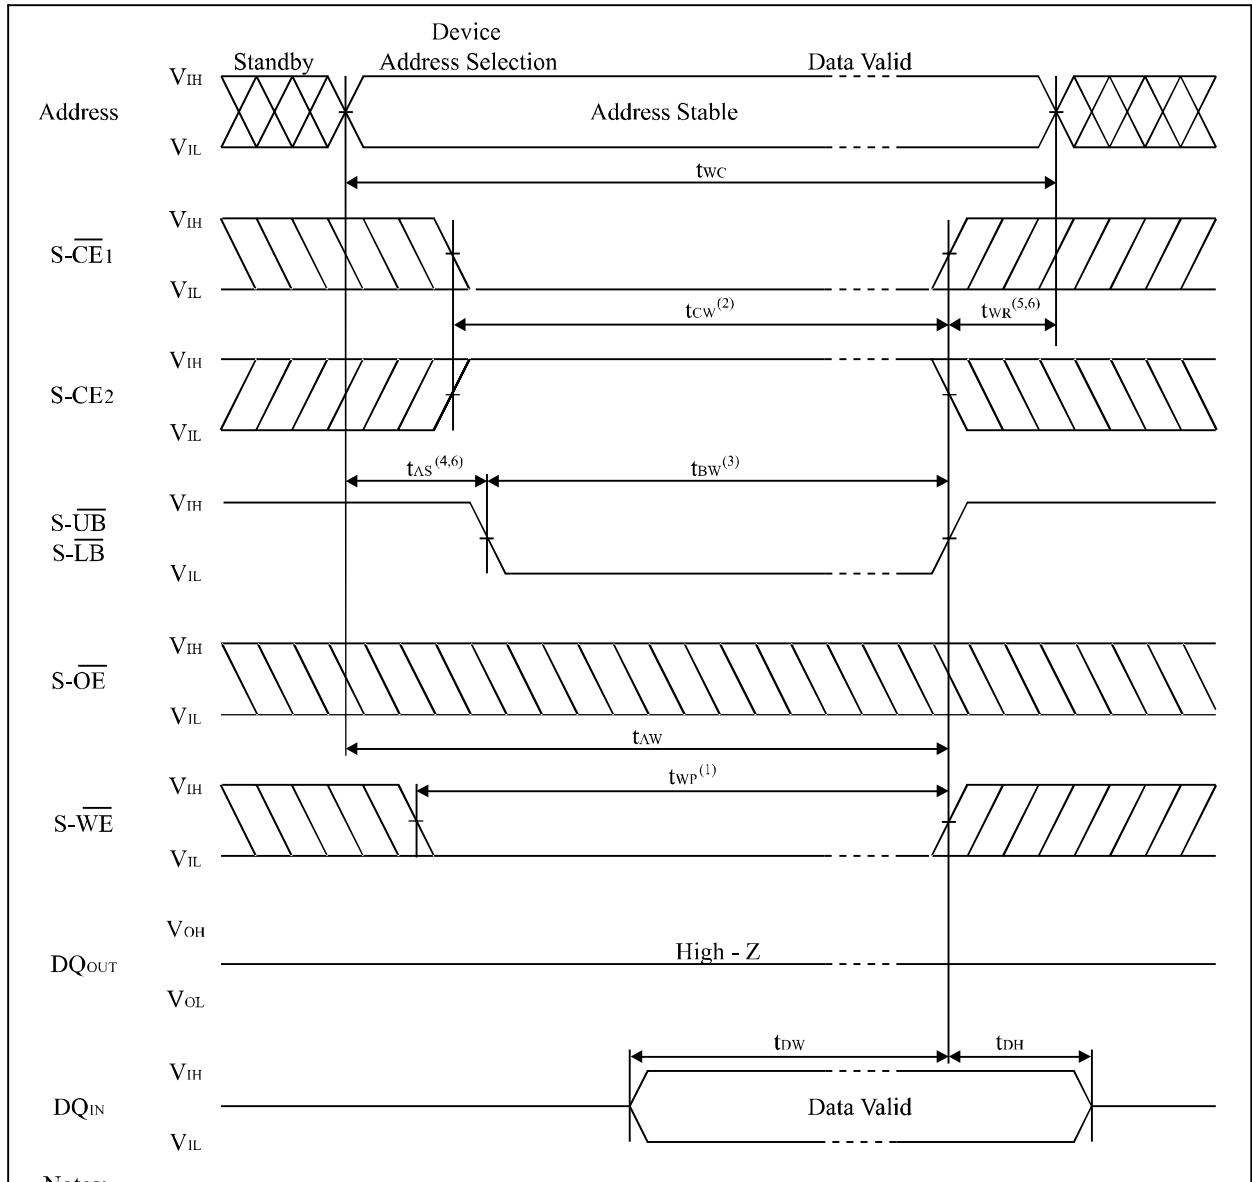 Device
Standby Address Selection Data Valid
VIH
Address Address Stable
VIL
tWC
VIH
S-CE1
VIL
tCW(2) tWR(5,6)
VIH
S-CE2
VIL
tAS(4,6) tBW(3)
VIH
S-UB
S-LB
VIL
VIH
S-OE
VIL
tAW
tWP(1)
VIH
S-WE
VIL
VOH
High - Z
DQOUT
VOL
tDW tDH
VIH
DQIN Data Valid
VIL